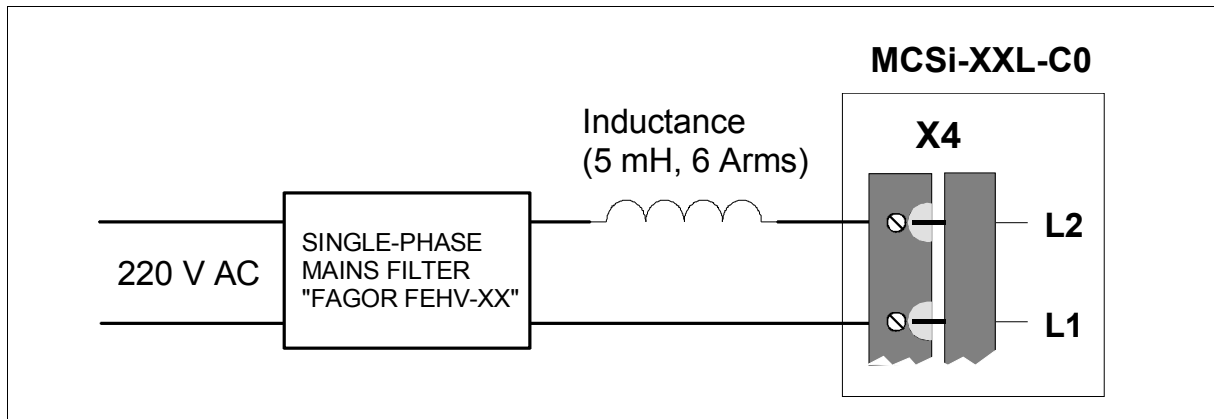 MCSi-XXL-C0
Inductance
(5 mH, 6 Arms)
X4
220 V AC
SINGLE-PHASE
MAINS FILTER
"FAGOR FEHV-XX"
L2
L1